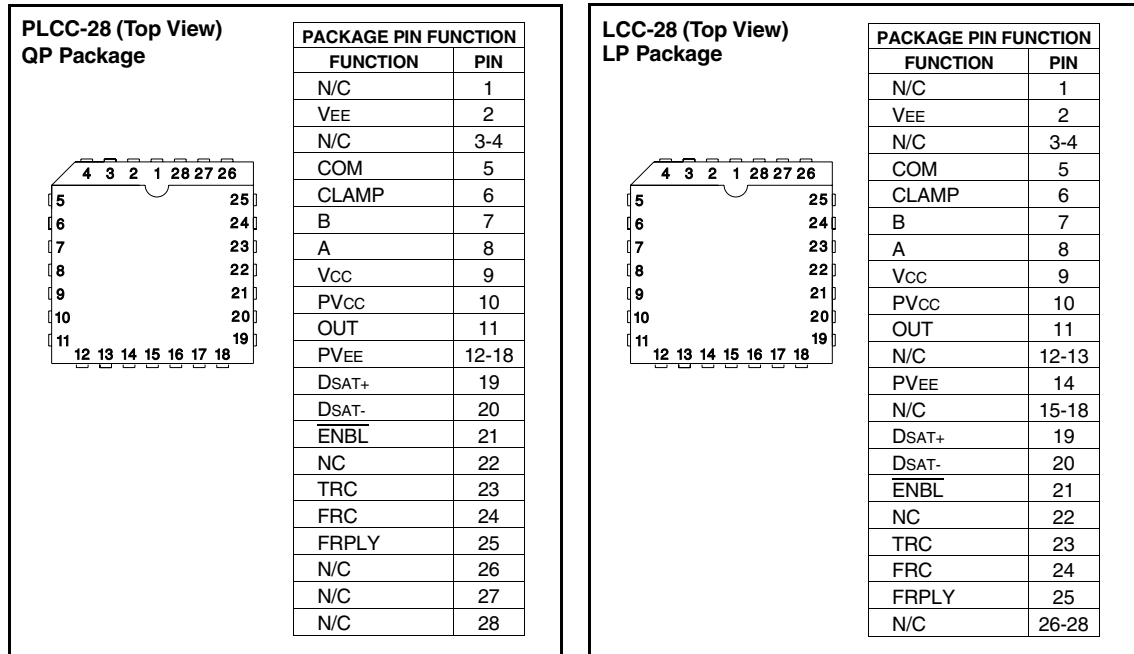 PLCC-28 (Top View)
QP Package
4 3 2 1 28 27 26
5 25
6 24
7 23
8 22
9 21
10 20
11 19
12 13 14 15 16 17 18
PACKAGE PIN FUNCTION
FUNCTION PIN
N/C 1
VEE 2
N/C 3-4
COM 5
CLAMP 6
B 7
A 8
VCC 9
PVCC 10
OUT 11
PVEE 12-18
DSAT+ 19
DSAT- 20
ENBL 21
NC 22
TRC 23
FRC 24
FRPLY 25
N/C 26
N/C 27
N/C 28
LCC-28 (Top View)
LP Package
4 3 2 1 28 27 26
5 25
6 24
7 23
8 22
9 21
10 20
11 19
12 13 14 15 16 17 18
PACKAGE PIN FUNCTION
FUNCTION PIN
N/C 1
VEE 2
N/C 3-4
COM 5
CLAMP 6
B 7
A 8
VCC 9
PVCC 10
OUT 11
N/C 12-13
PVEE 14
N/C 15-18
DSAT+ 19
DSAT- 20
ENBL 21
NC 22
TRC 23
FRC 24
FRPLY 25
N/C 26-28